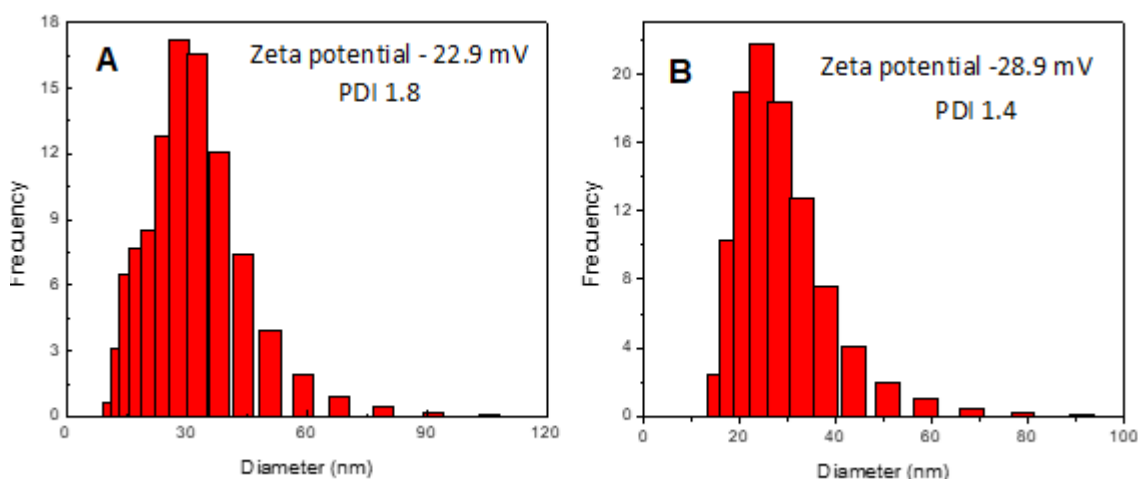 A
Zeta potential - 22.9 mV
PDI 1.8
18
15
12
9
6
3
0
Frecuency
0 30 60 90 120
Diameter (nm)
B
Zeta potential -28.9 mV
PDI 1.4
20
16
12
8
4
0
Frecuency
0 20 40 60 80 100
Diameter (nm)